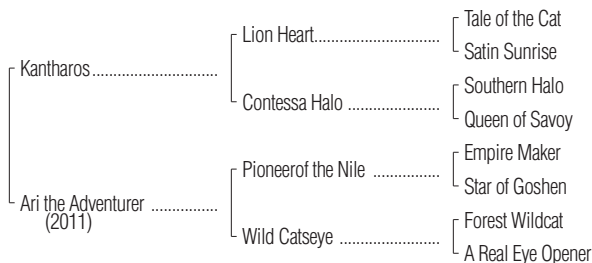 Tale of the Cat
Lion Heart
Satin Sunrise
Kantharos
Southern Halo
Contessa Halo
Queen of Savoy
Empire Maker
Pioneerof the Nile
Star of Goshen
Ari the Adventurer
(2011)
Forest Wildcat
Wild Catseye
A Real Eye Opener